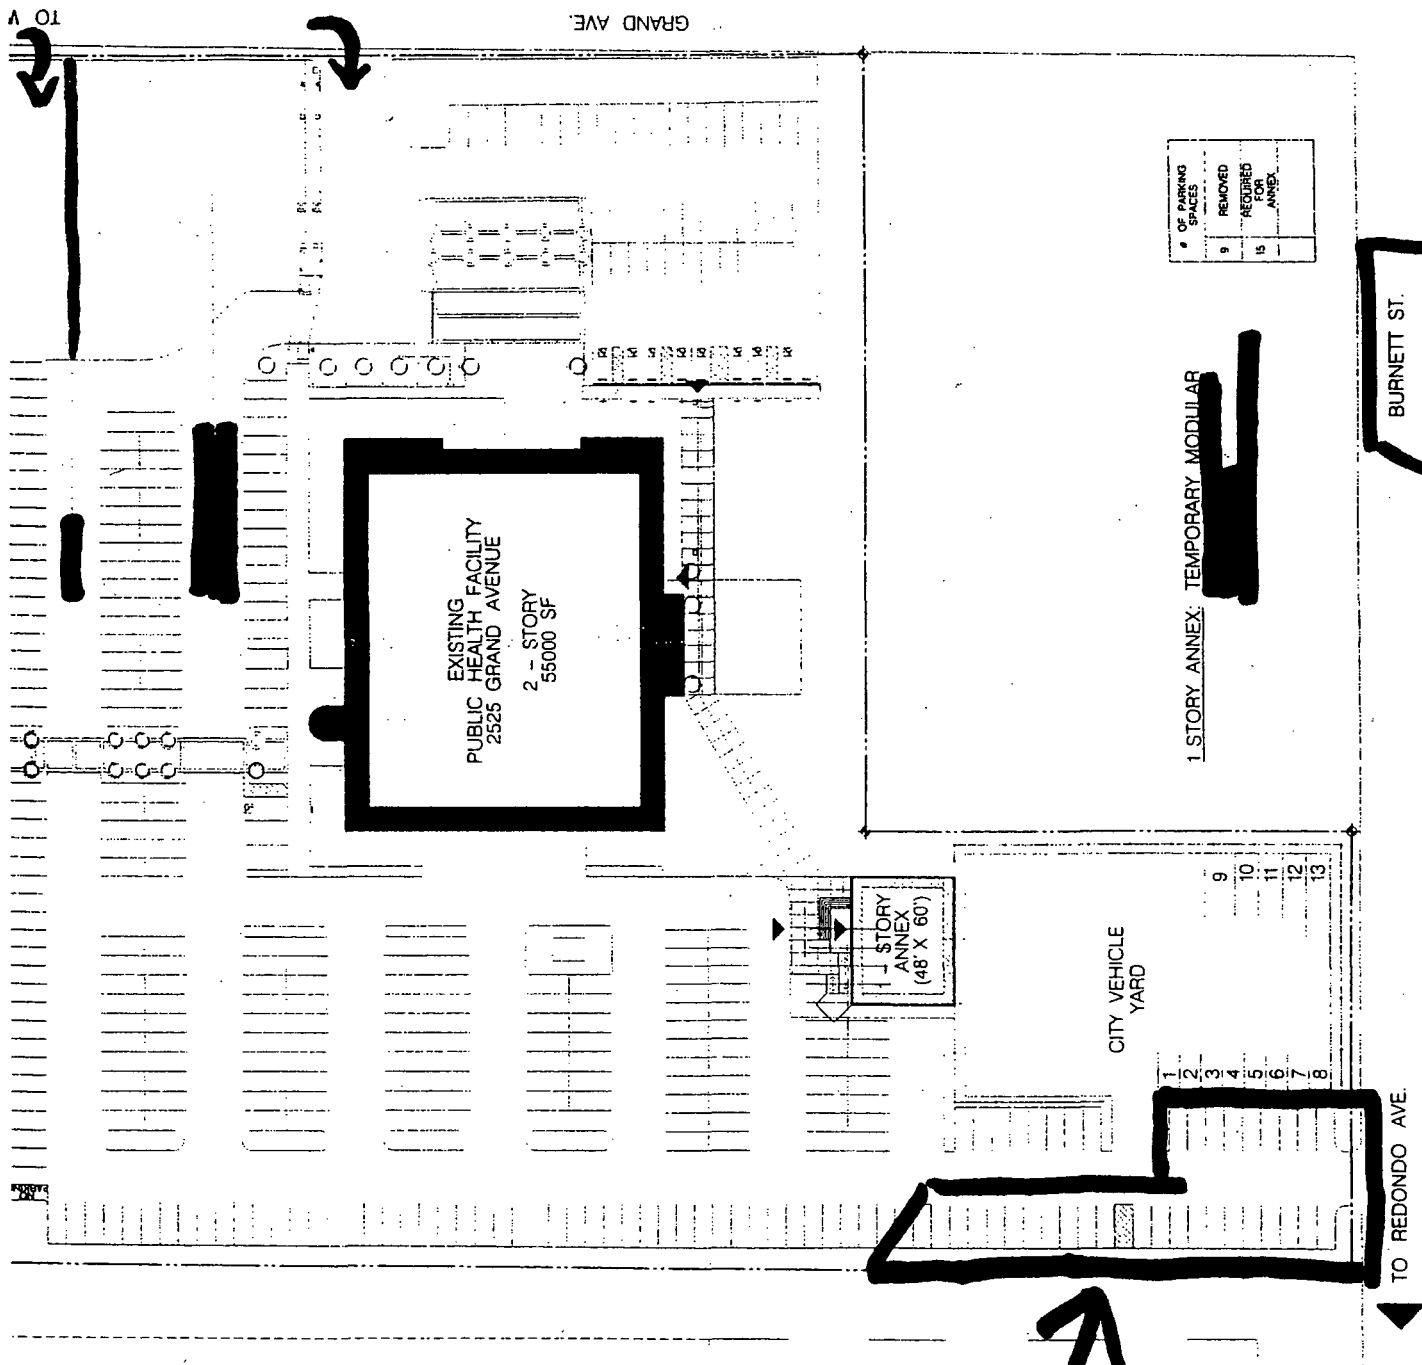 TO
GRAND AVE.
# OF PARKING
SPACES
9
REMOVED
15
REQUIRED
FOR
ANNEX
BURNETT ST.
1 STORY ANNEX: TEMPORARY MODULAR
EXISTING
PUBLIC HEALTH FACILITY
2525 GRAND AVENUE
2 - STORY
55000 SF
1 - STORY
ANNEX
(48' X 60')
CITY VEHICLE
YARD
9
10
11
12
13
1
2
3
4
5
6
7
8
NO
TO REDONDO AVE.